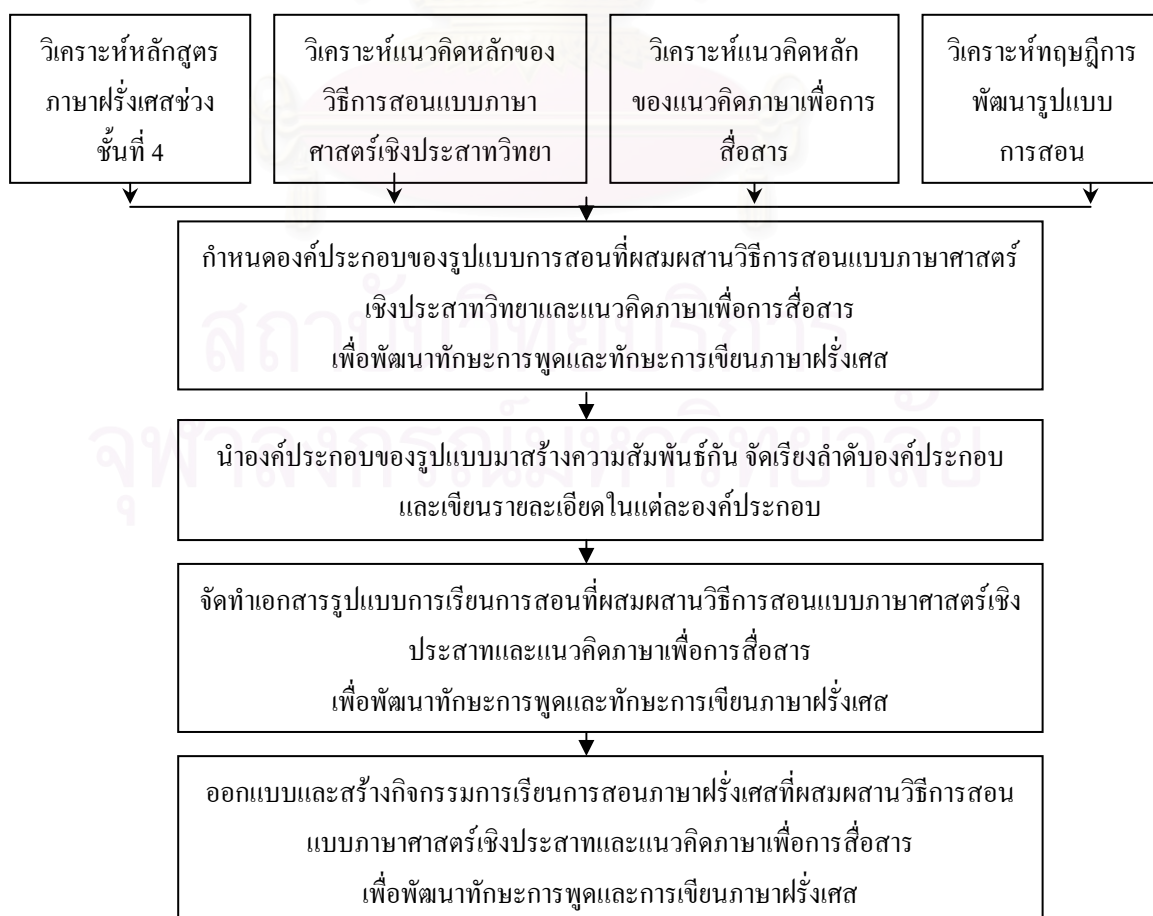 วิเคราะห์หลักสูตร
ภาษาฝรั่งเศสช่วง
ชั้นที่ 4
วิเคราะห์แนวคิดหลักของ
วิธีการสอนแบบภาษา
ศาสตร์เชิงประสาทวิทยา
วิเคราะห์แนวคิดหลัก
ของแนวคิดภาษาเพื่อการ
สื่อสาร
วิเคราะห์ทฤษฎีการ
พัฒนารูปแบบ
การสอน
กำหนดองค์ประกอบของรูปแบบการสอนที่ผสมผสานวิธีการสอนแบบภาษาศาสตร์
เชิงประสาทวิทยาและแนวคิดภาษาเพื่อการสื่อสาร
เพื่อพัฒนาทักษะการพูดและทักษะการเขียนภาษาฝรั่งเศส
นำองค์ประกอบของรูปแบบมาสร้างความสัมพันธ์กัน จัดเรียงลำดับองค์ประกอบ
และเขียนรายละเอียดในแต่ละองค์ประกอบ
จัดทำเอกสารรูปแบบการเรียนการสอนที่ผสมผสานวิธีการสอนแบบภาษาศาสตร์เชิง
ประสาทและแนวคิดภาษาเพื่อการสื่อสาร
เพื่อพัฒนาทักษะการพูดและทักษะการเขียนภาษาฝรั่งเศส
ออกแบบและสร้างกิจกรรมการเรียนการสอนภาษาฝรั่งเศสที่ผสมผสานวิธีการสอน
แบบภาษาศาสตร์เชิงประสาทและแนวคิดภาษาเพื่อการสื่อสาร
เพื่อพัฒนาทักษะการพูดและการเขียนภาษาฝรั่งเศส
สถาบันวิทยบริการ
จุฬาลงกรณ์มหาวิทยาลัย